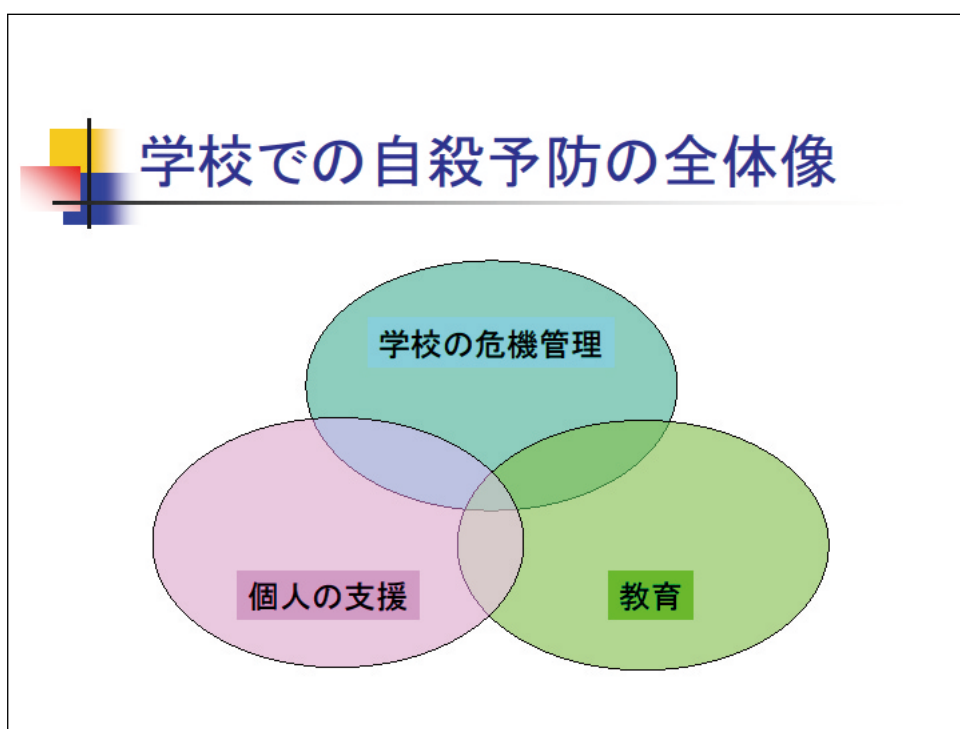 学校での自殺予防の全体像
学校の危機管理
個人の支援
教育